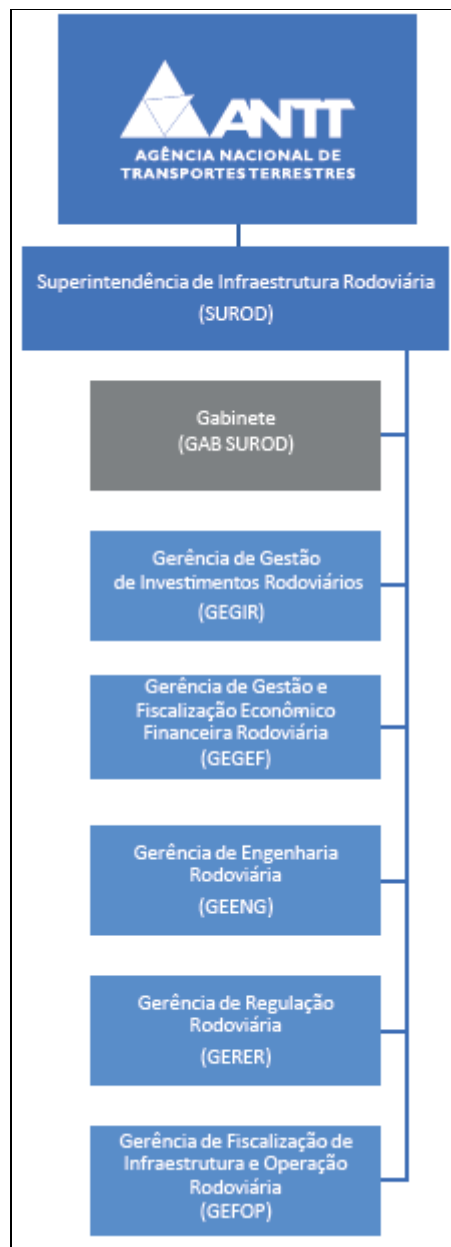 ANTT
AGÊNCIA NACIONAL DE
TRANSPORTES TERRESTRES
Superintendência de Infraestrutura Rodoviária
(SUROD)
Gabinete
(GAB SUROD)
Gerência de Gestão
de Investimentos Rodoviários
(GEGIR)
Gerência de Gestão e
Fiscalização Econômico
Financeira Rodoviária
(GEGEF)
Gerência de Engenharia
Rodoviária
(GEENG)
Gerência de Regulação
Rodoviária
(GERER)
Gerência de Fiscalização de
Infraestrutura e Operação
Rodoviária
(GEFOP)